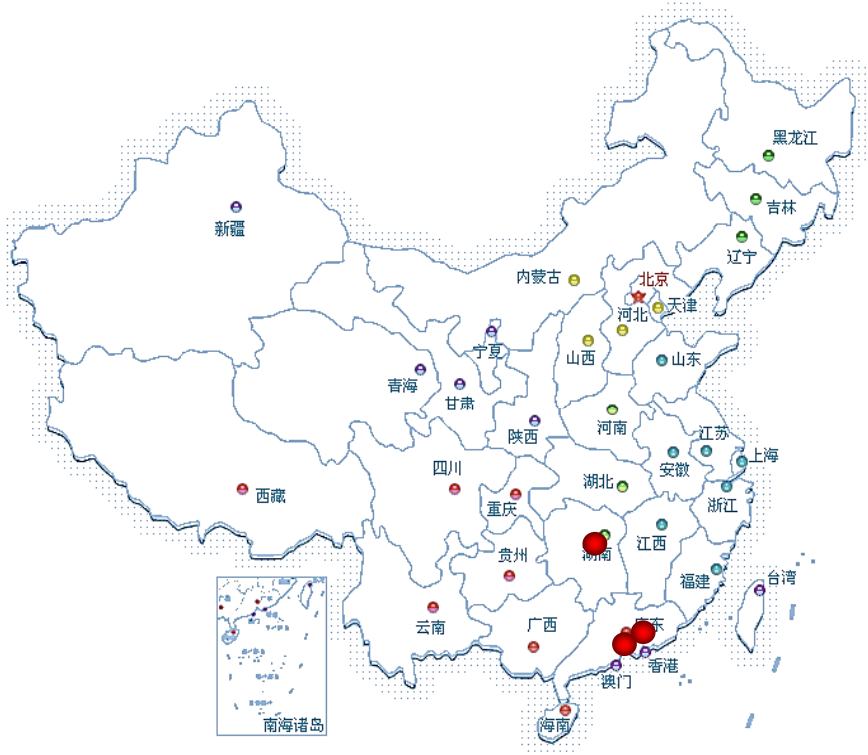 黑龙江
吉林
新疆
辽宁
内蒙古
北京
天津
河北
宁夏
山西
山东
青海
甘肃
河南
陕西
江苏
上海
安徽
四川
湖北
西藏
重庆
浙江
江西
湖南
贵州
福建
台湾
云南
广西
广东
香港
澳门
海南
南海诸岛